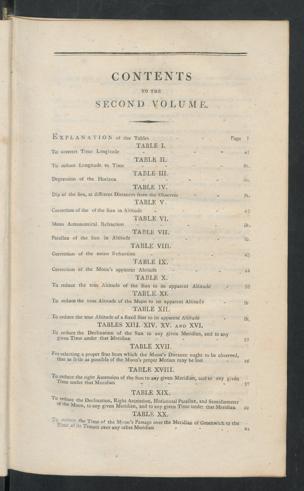 CONTENTS
TO THE
SECOND VOLUME.
EXPLANATION of the Tables - - Page 1
TABLE I.
To convert Time Longitude
TABLE II.
To reduce Longitude to Time
TABLE III.
Depression of the Horizon
TABLE IV.
Dip of the Sea, at different Distances from the Observer
TABLE V.
Correction of the of the Sun in Altitude
TABLE VI.
Mean Astronomical Refraction
TABLE VII.
Parallax of the Sun in Altitude
TABLE VIII.
Correction of the mean Refraction
TABLE IX.
Correction of the Moon's apparent Altitude
TABLE X.
To reduce the true Altitude of the Sun to its apparent Altitude
TABLE XI.
To reduce the true Altitude of the Moon to its apparent Altitude
TABLE XII.
To reduce the true Altitude of a fixed Star to its apparent Altitude
TABLES XIII. XIV. XV. AND XVI.
To reduce the Declination of the Sun to any given Meridian, and to any
given Time under that Meridian
TABLE XVII.
For selecting a proper Star from which the Moon's Distance ought to be observed,
that as little as possible of the Moon's proper Motion may be lost
TABLE XVIII.
To reduce the right Ascension of the Sun to any given Meridian, and to any given
Time under that Meridian
TABLE XIX.
To reduce the Declination, Right Ascension, Horizontal Parallax, and Semidiameter
of the Moon, to any given Meridian, and to any given Time under that Meridian
TABLE XX.
To reduce the Time of the Moon's Passage over the Meridian of Greenwich to the
Time of its Transit over any other Meridian